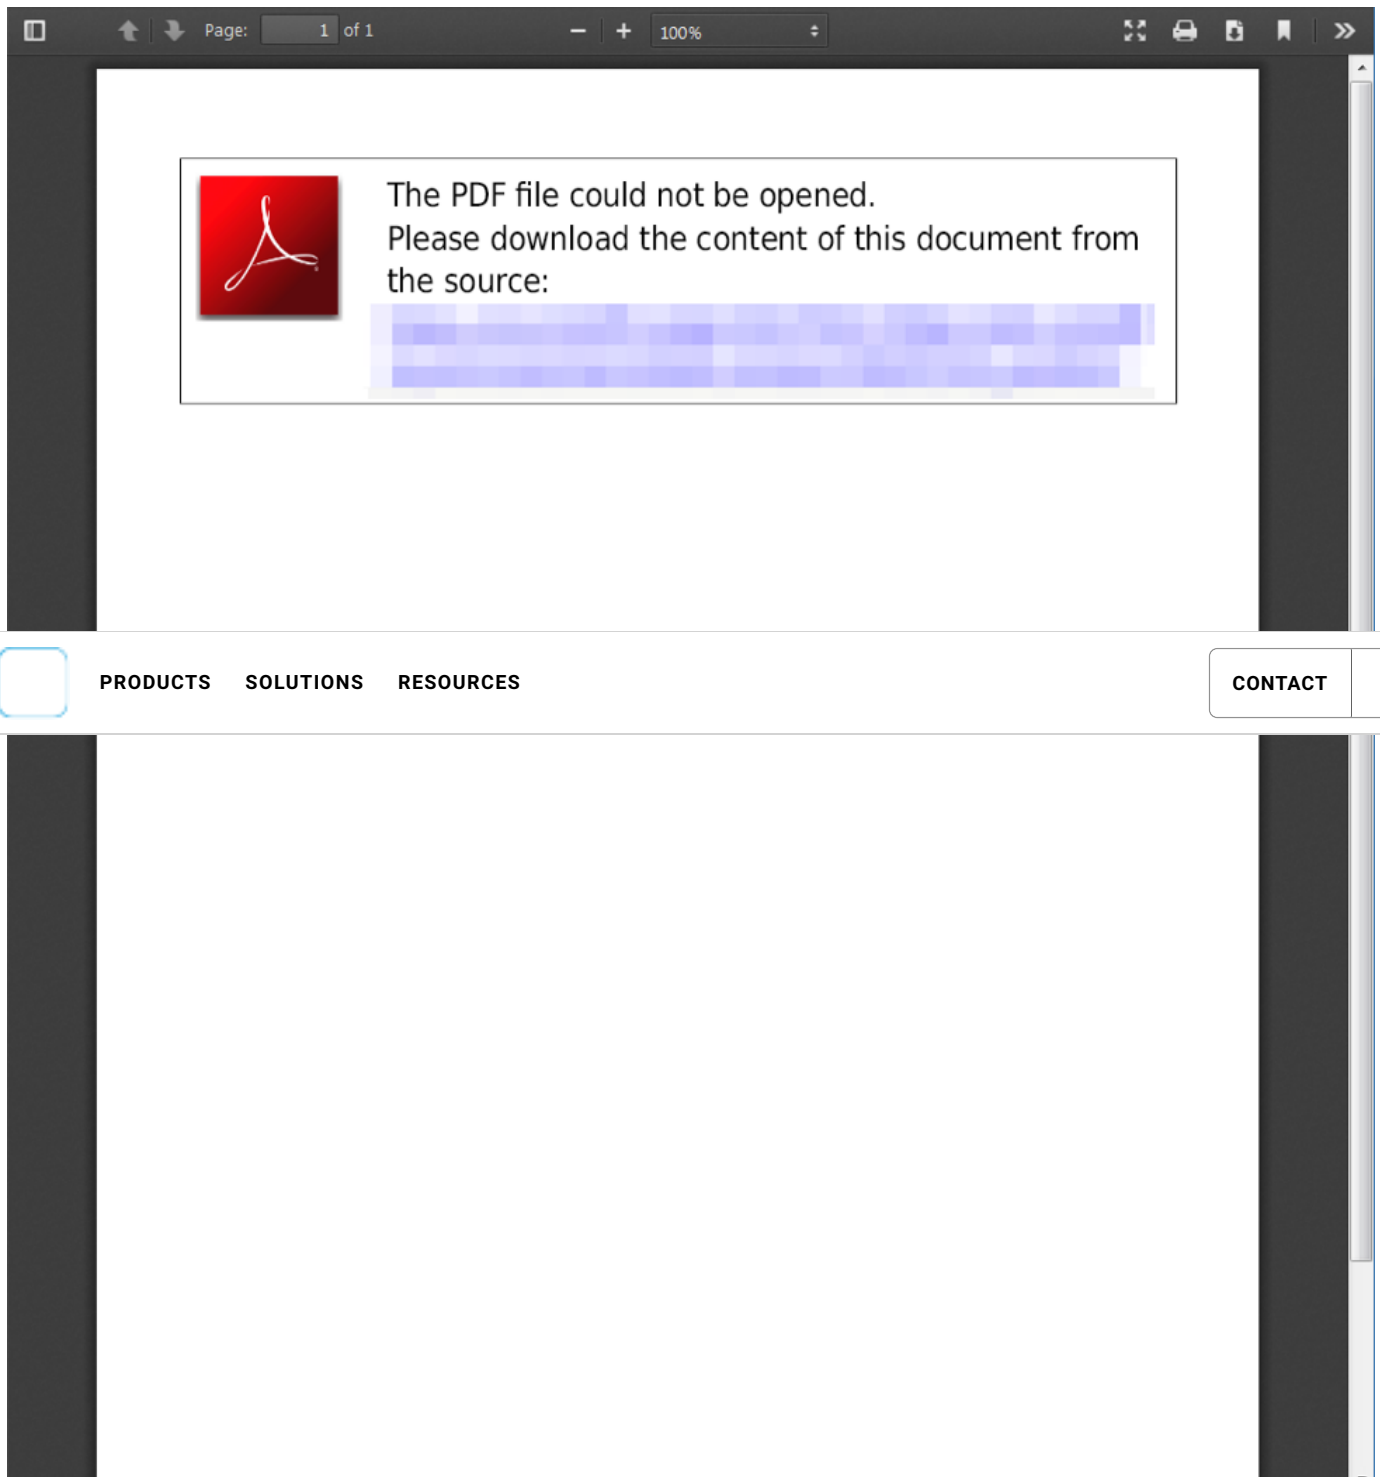 Page: 1 of 1
100%
The PDF file could not be opened.
Please download the content of this document from
the source:
PRODUCTS SOLUTIONS RESOURCES CONTACT